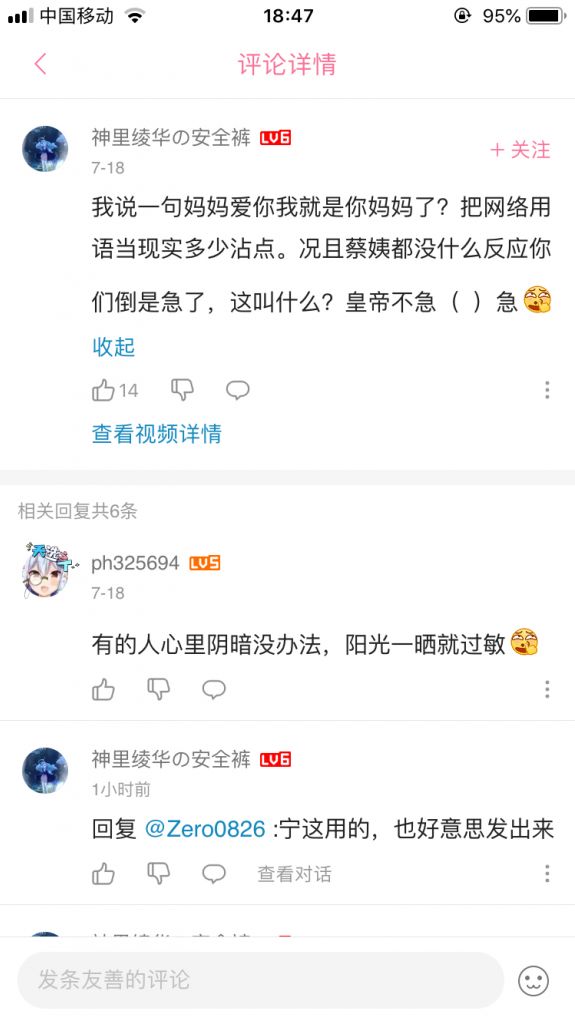 中国移动
18:47
95%
评论详情
神里绫华の安全裤 LV6
7-18
+ 关注
我说一句妈妈爱你我就是你妈妈了？把网络用
语当现实多少沾点。况且蔡姨都没什么反应你
们倒是急了，这叫什么？皇帝不急（ ）急
收起
14
查看视频详情
相关回复共6条
ph325694 LV5
7-18
有的人心里阴暗没办法，阳光一晒就过敏
神里绫华の安全裤 LV6
1小时前
回复 @Zero0826 :宁这用的，也好意思发出来
查看对话
发条友善的评论